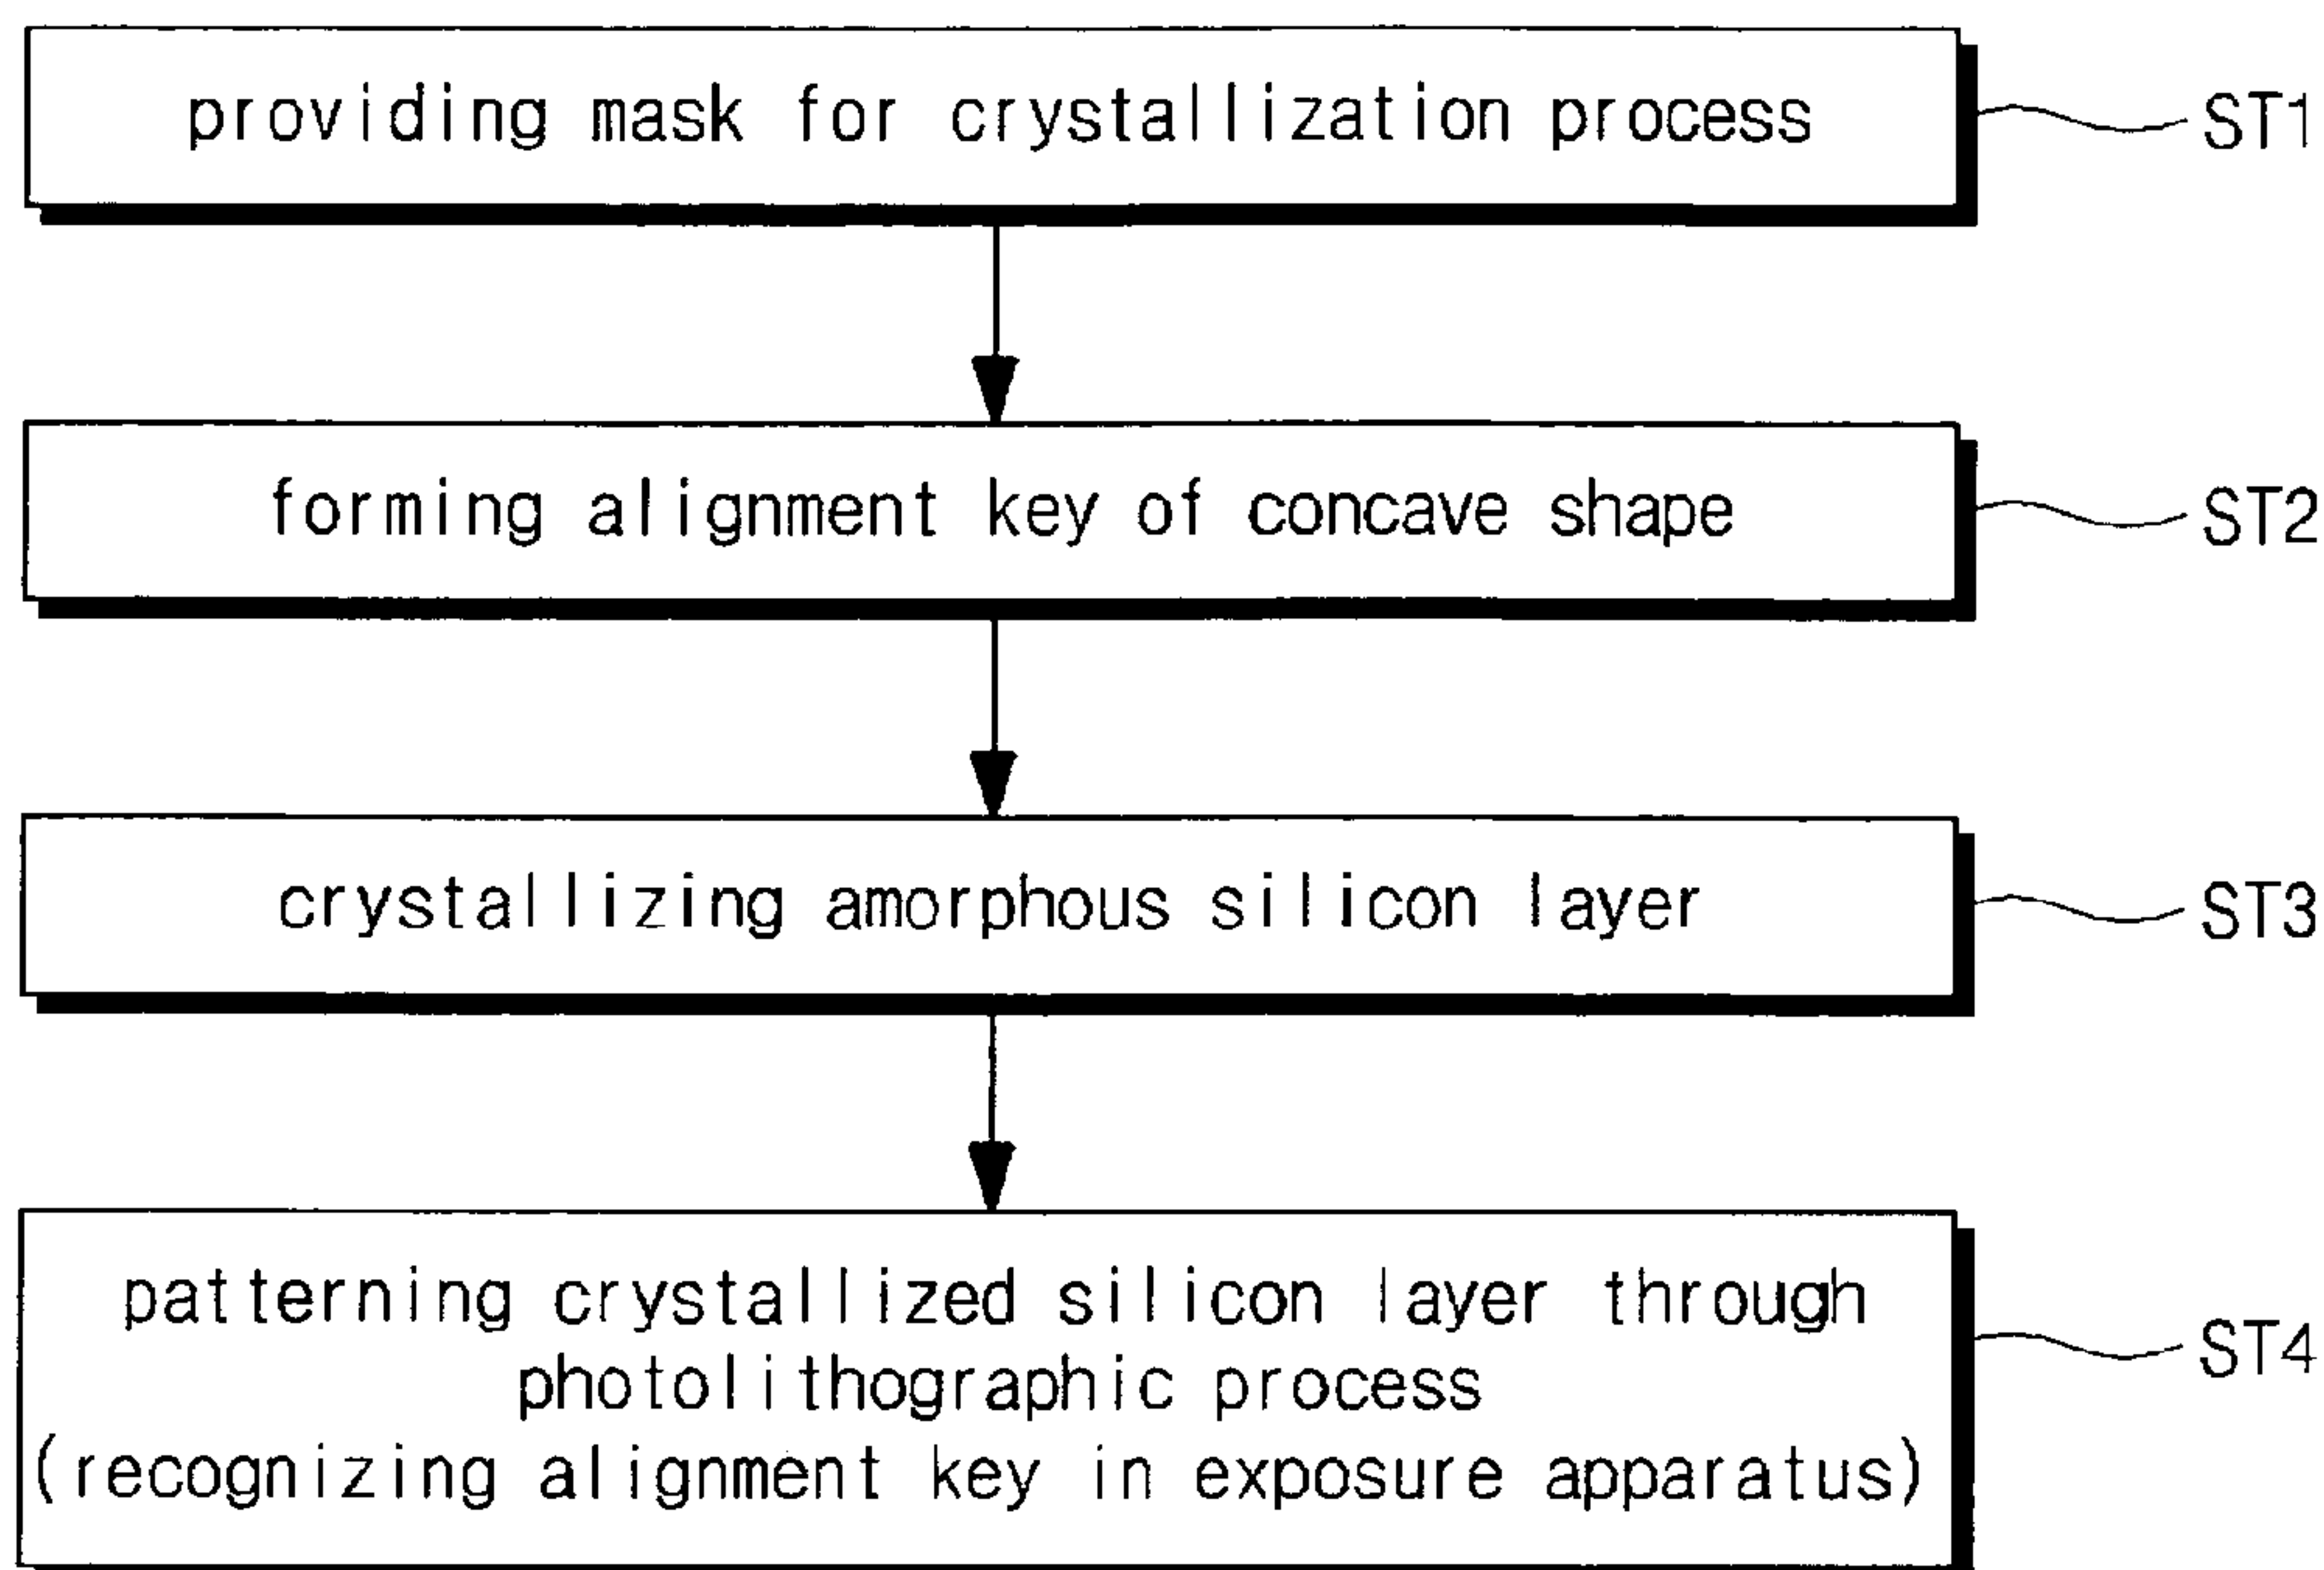 providing mask for crystallization process
ST1
forming alignment key of concave shape
ST2
crystallizing amorphous silicon layer
ST3
patterning crystallized silicon layer through
photolithographic process
(recognizing alignment key in exposure apparatus)
ST4